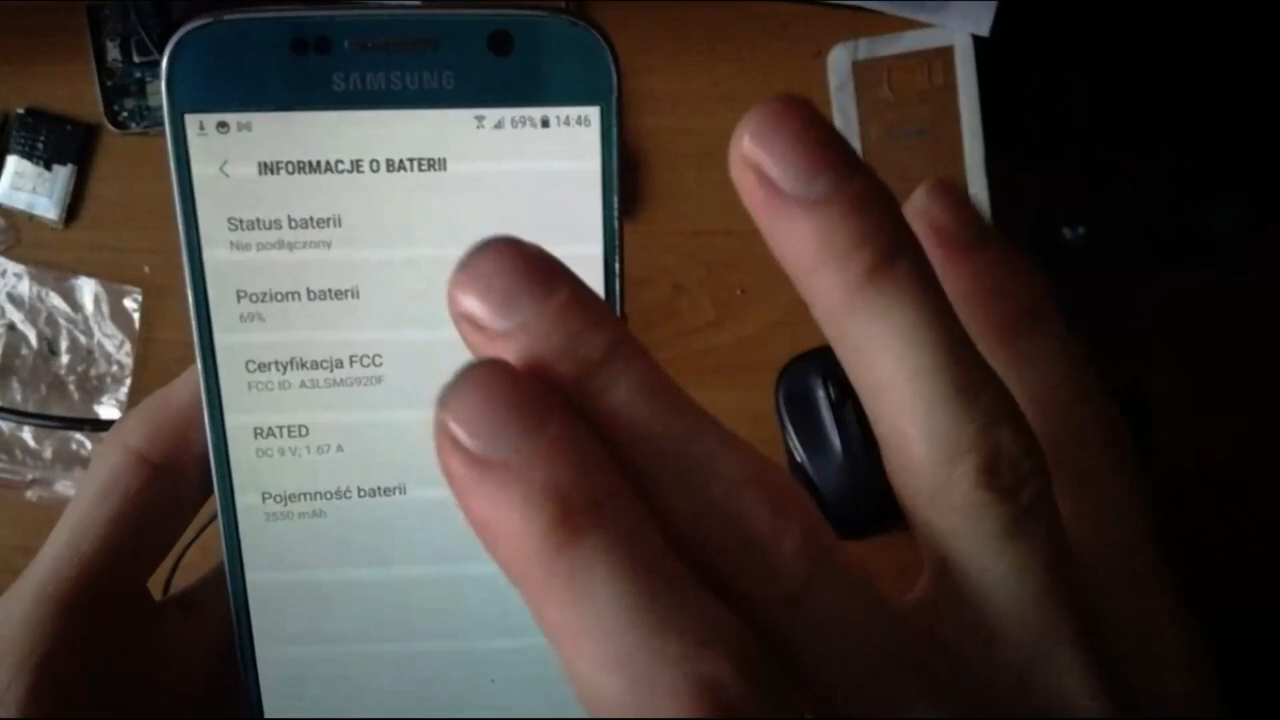 SAMSUNG
69% 14:46
INFORMACJE O BATERII
Status baterii
Nie podłączony
Poziom baterii
69%
Certyfikacja FCC
FCC ID: A3LSMG920F
RATED
DC 9 V; 1.67 A
Pojemność baterii
2550 mAh